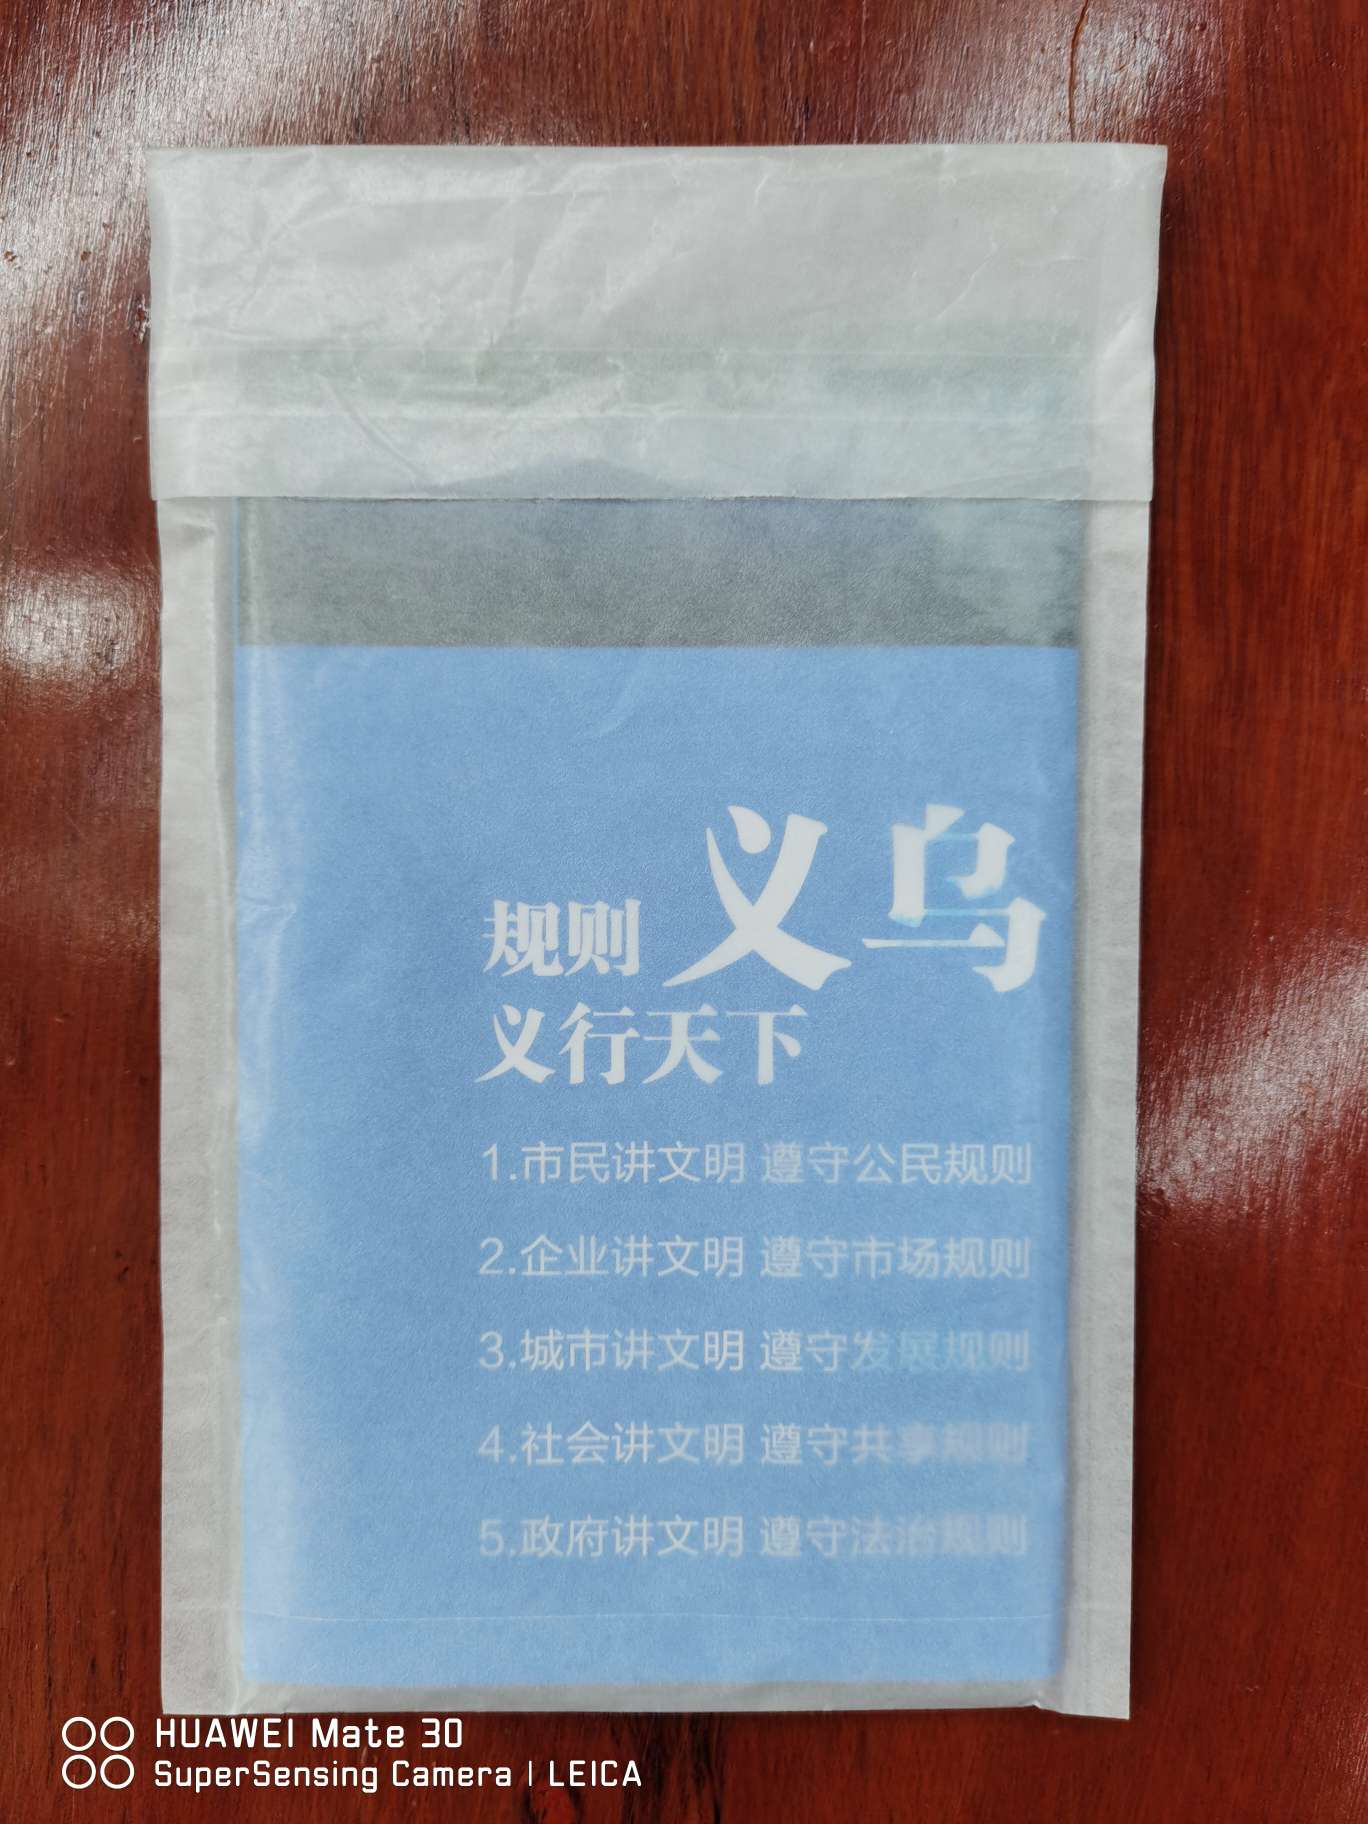 规则 义乌
义行天下
1.市民讲文明 遵守公民规则
2.企业讲文明 遵守市场规则
3.城市讲文明 遵守发展规则
4.社会讲文明 遵守共享规则
5.政府讲文明 遵守法治规则
HUAWEI Mate 30
SuperSensing Camera | LEICA